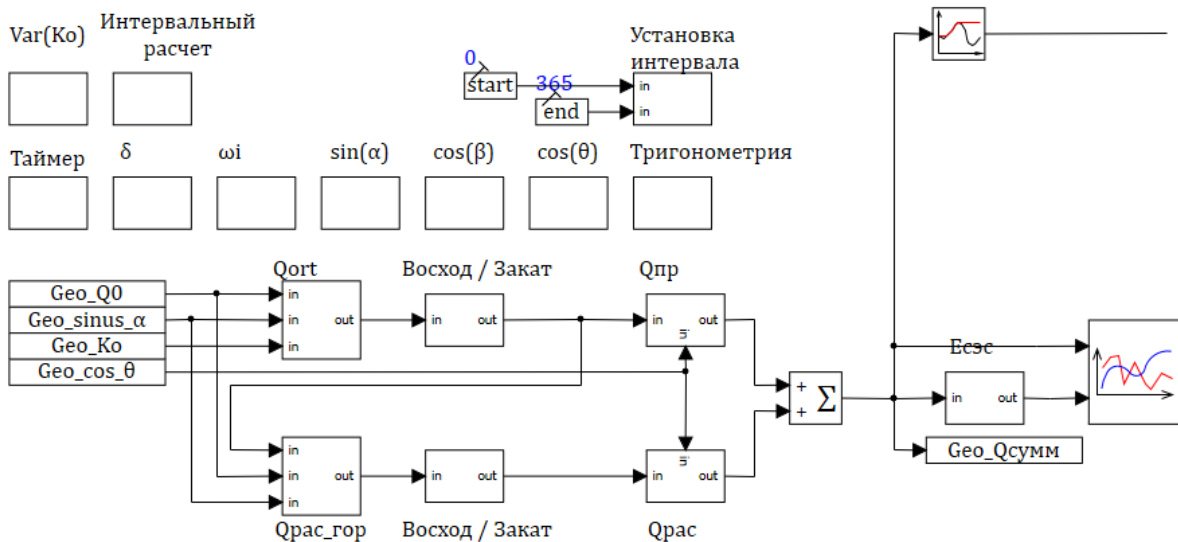 Var(Ko)
Интервальный
расчет
0
start
365
end
Установка
интервала
in
in
Таймер
δ
ωi
sin(α)
cos(β)
cos(θ)
Тригонометрия
Geo_Q0
Geo_sinus_α
Geo_Ko
Geo_cos_θ
Qort
in
in
in
out
Восход / Закат
in
out
Qпр
in
out
in
+
+
Σ
Eсэс
in
out
Geo_Qсумм
in
in
in
out
Qрас_гор
in
out
Восход / Закат
in
in
out
Qрас